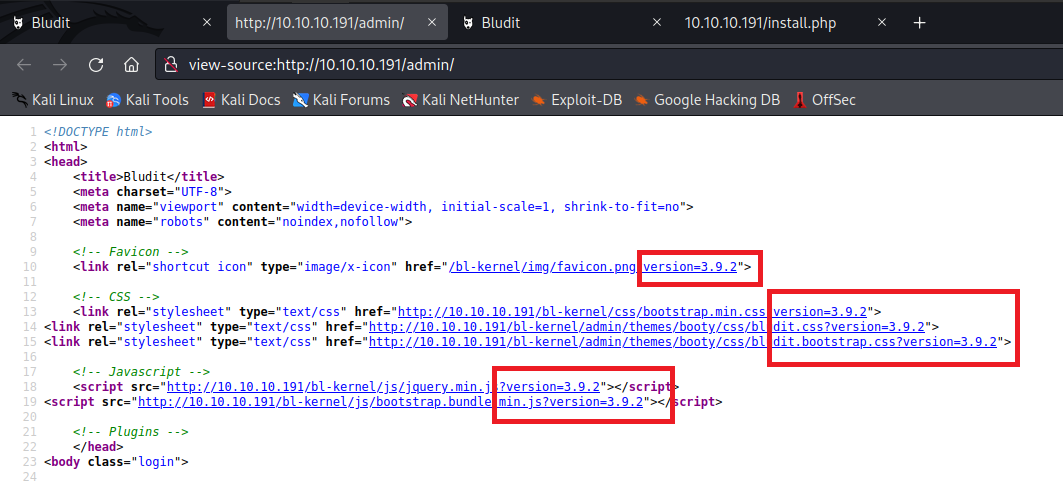 Bludit × http://10.10.10.191/admin/ × Bludit × 10.10.10.191/install.php × +
view-source:http://10.10.10.191/admin/
Kali Linux Kali Tools Kali Docs Kali Forums Kali NetHunter Exploit-DB Google Hacking DB OffSec
1 <!DOCTYPE html>
2 <html>
3 <head>
4 <title>Bludit</title>
5 <meta charset="UTF-8">
6 <meta name="viewport" content="width=device-width, initial-scale=1, shrink-to-fit=no">
7 <meta name="robots" content="noindex,nofollow">
8
9 <!-- Favicon -->
10 <link rel="shortcut icon" type="image/x-icon" href="/bl-kernel/img/favicon.png?version=3.9.2">
11
12 <!-- CSS -->
13 <link rel="stylesheet" type="text/css" href="http://10.10.10.191/bl-kernel/css/bootstrap.min.css?version=3.9.2">
14 <link rel="stylesheet" type="text/css" href="http://10.10.10.191/bl-kernel/admin/themes/booty/css/bludit.css?version=3.9.2">
15 <link rel="stylesheet" type="text/css" href="http://10.10.10.191/bl-kernel/admin/themes/booty/css/bludit.bootstrap.css?version=3.9.2">
16
17 <!-- Javascript -->
18 <script src="http://10.10.10.191/bl-kernel/js/jquery.min.js?version=3.9.2"></script>
19 <script src="http://10.10.10.191/bl-kernel/js/bootstrap.bundle.min.js?version=3.9.2"></script>
20
21 <!-- Plugins -->
22 </head>
23 <body class="login">
24